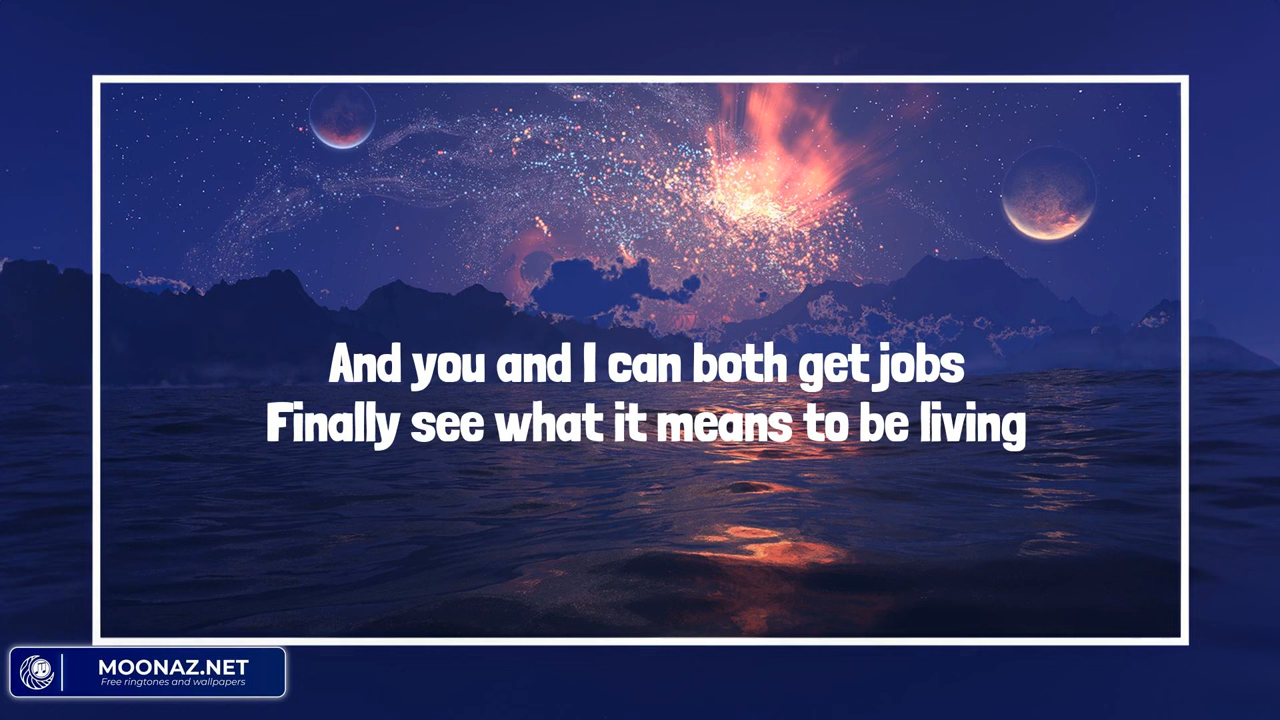 And you and I can both get jobs
Finally see what it means to be living
MOONAZ.NET
Free ringtones and wallpapers